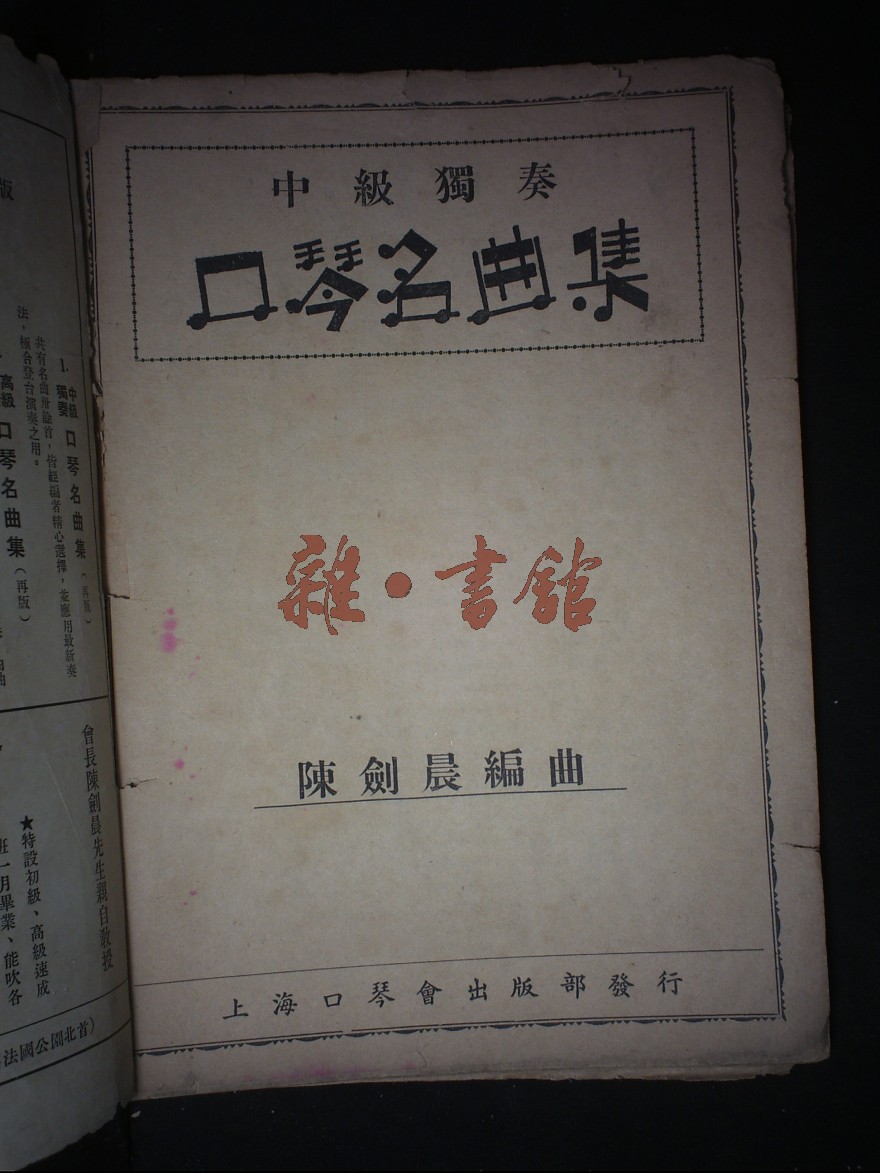 中級獨奏
口琴名曲集
雜·書館
陳劍晨編曲
上海口琴會出版部發行
版
1. 中級獨奏 口琴名曲集（再版）
共有名曲卅餘首，皆經編者精心選擇，並應用最新奏
法，極合登台演奏之用。
高級 口琴名曲集（再版）
會長陳劍晨先生親自教授
★特設初級、高級速成
班一月畢業、能吹各
法國公園北首）